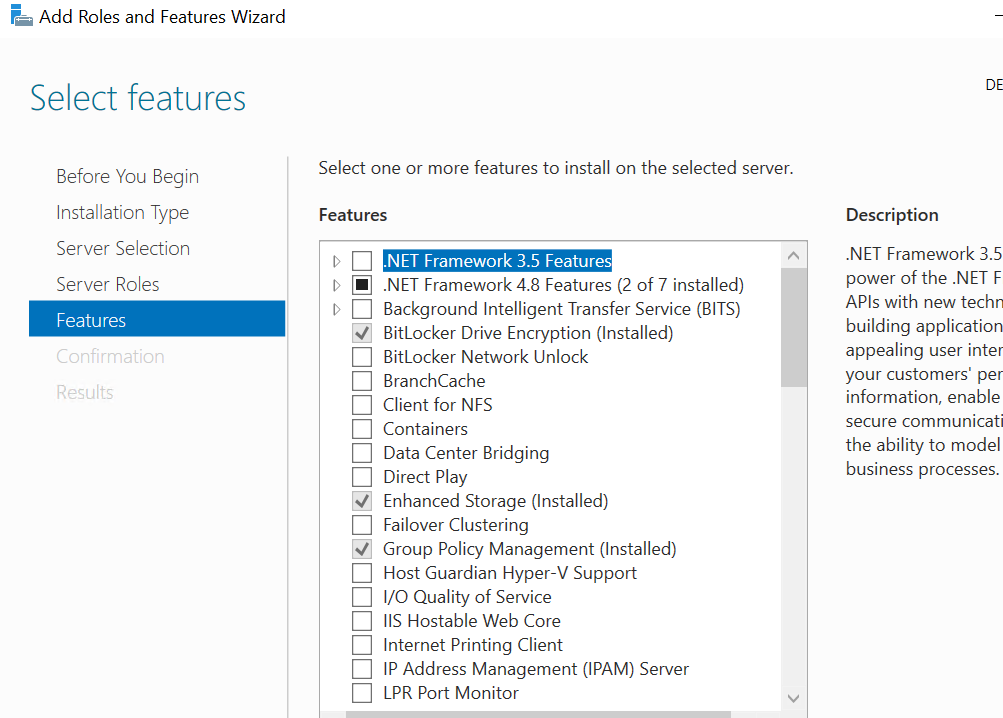 Add Roles and Features Wizard
Select features
DE
Before You Begin
Installation Type
Server Selection
Server Roles
Features
Confirmation
Results
Select one or more features to install on the selected server.
Features
.NET Framework 3.5 Features
.NET Framework 4.8 Features (2 of 7 installed)
Background Intelligent Transfer Service (BITS)
BitLocker Drive Encryption (Installed)
BitLocker Network Unlock
BranchCache
Client for NFS
Containers
Data Center Bridging
Direct Play
Enhanced Storage (Installed)
Failover Clustering
Group Policy Management (Installed)
Host Guardian Hyper-V Support
I/O Quality of Service
IIS Hostable Web Core
Internet Printing Client
IP Address Management (IPAM) Server
LPR Port Monitor
Description
.NET Framework 3.5
power of the .NET F
APIs with new techn
building application
appealing user inter
your customers' per
information, enable
secure communicati
the ability to model
business processes.